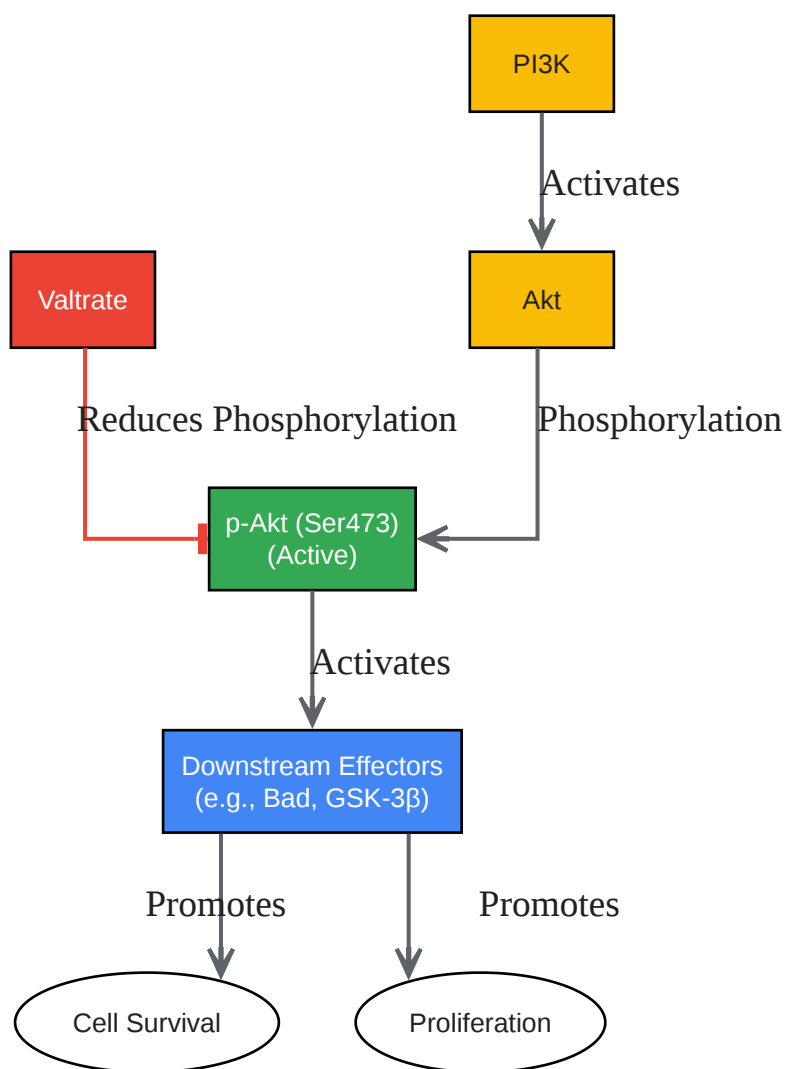 PI3K
Activates
Valtrate
Akt
Reduces Phosphorylation
Phosphorylation
p-Akt (Ser473)
(Active)
Activates
Downstream Effectors
(e.g., Bad, GSK-3β)
Promotes
Promotes
Cell Survival
Proliferation